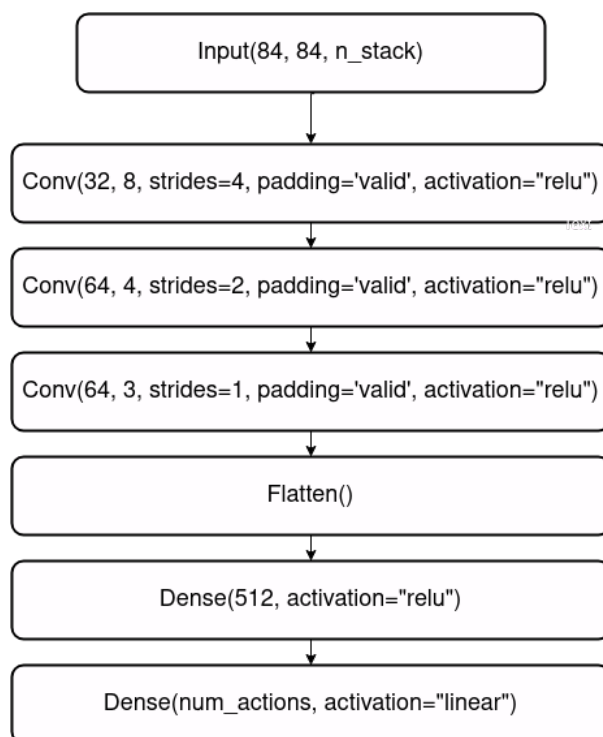 Input(84, 84, n_stack)
Conv(32, 8, strides=4, padding='valid', activation="relu")
Text
Conv(64, 4, strides=2, padding='valid', activation="relu")
Conv(64, 3, strides=1, padding='valid', activation="relu")
Flatten()
Dense(512, activation="relu")
Dense(num_actions, activation="linear")